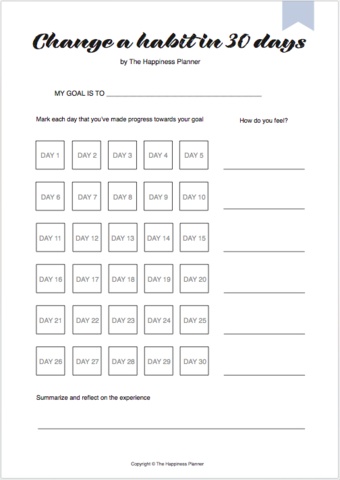 Change a habit in 30 days
by The Happiness Planner
MY GOAL IS TO
Mark each day that you've made progress towards your goal
How do you feel?
DAY 1 DAY 2 DAY 3 DAY 4 DAY 5
DAY 6 DAY 7 DAY 8 DAY 9 DAY 10
DAY 11 DAY 12 DAY 13 DAY 14 DAY 15
DAY 16 DAY 17 DAY 18 DAY 19 DAY 20
DAY 21 DAY 22 DAY 23 DAY 24 DAY 25
DAY 26 DAY 27 DAY 28 DAY 29 DAY 30
Summarize and reflect on the experience
Copyright © The Happiness Planner